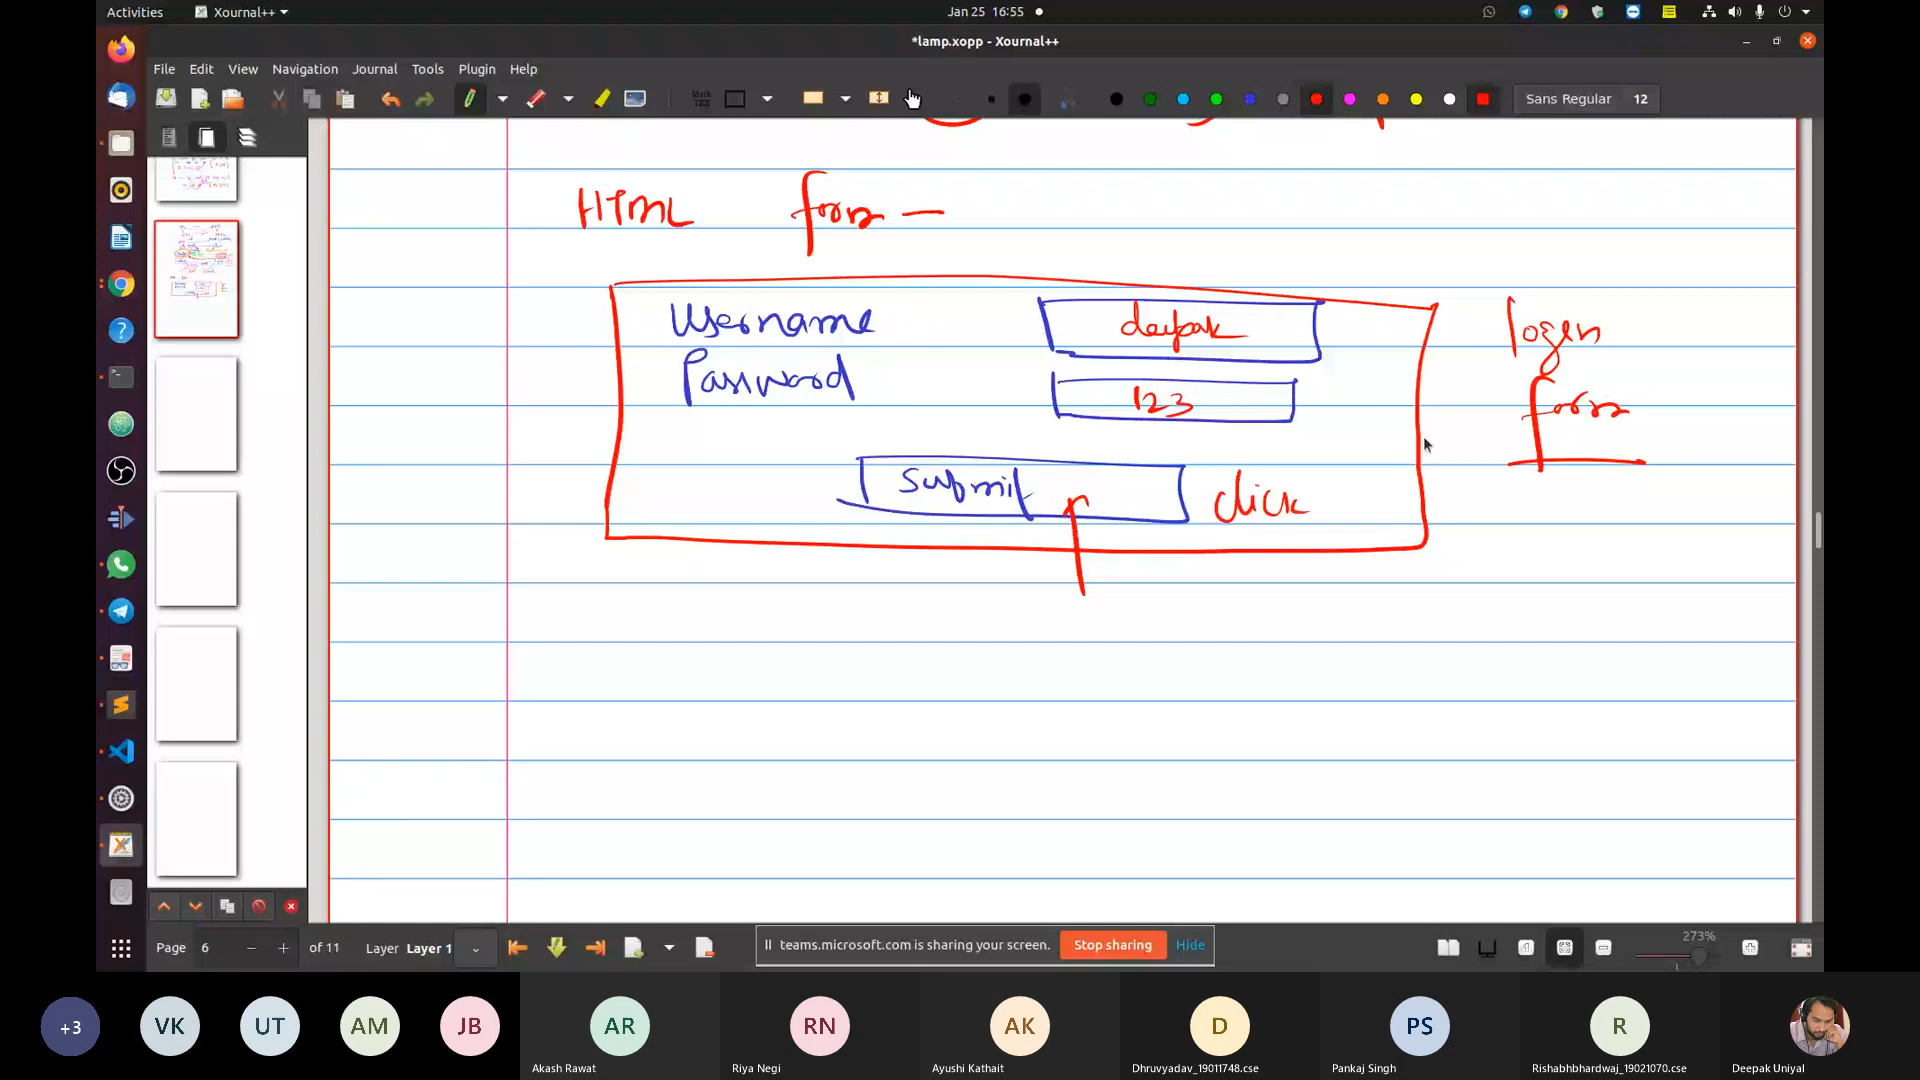 Activities Xournal++ Jan 25 16:55
*lamp.xopp - Xournal++
File Edit View Navigation Journal Tools Plugin Help
Sans Regular 12
HTML form —
Username deepak login
Password 123 form
Submit click
Page 6 of 11 Layer Layer 1 273%
teams.microsoft.com is sharing your screen. Stop sharing Hide
+3 VK UT AM JB AR RN AK D PS R
Akash Rawat Riya Negi Ayushi Kathait Dhruvyadav_19011748.cse Pankaj Singh Rishabhbhardwaj_19021070.cse Deepak Uniyal